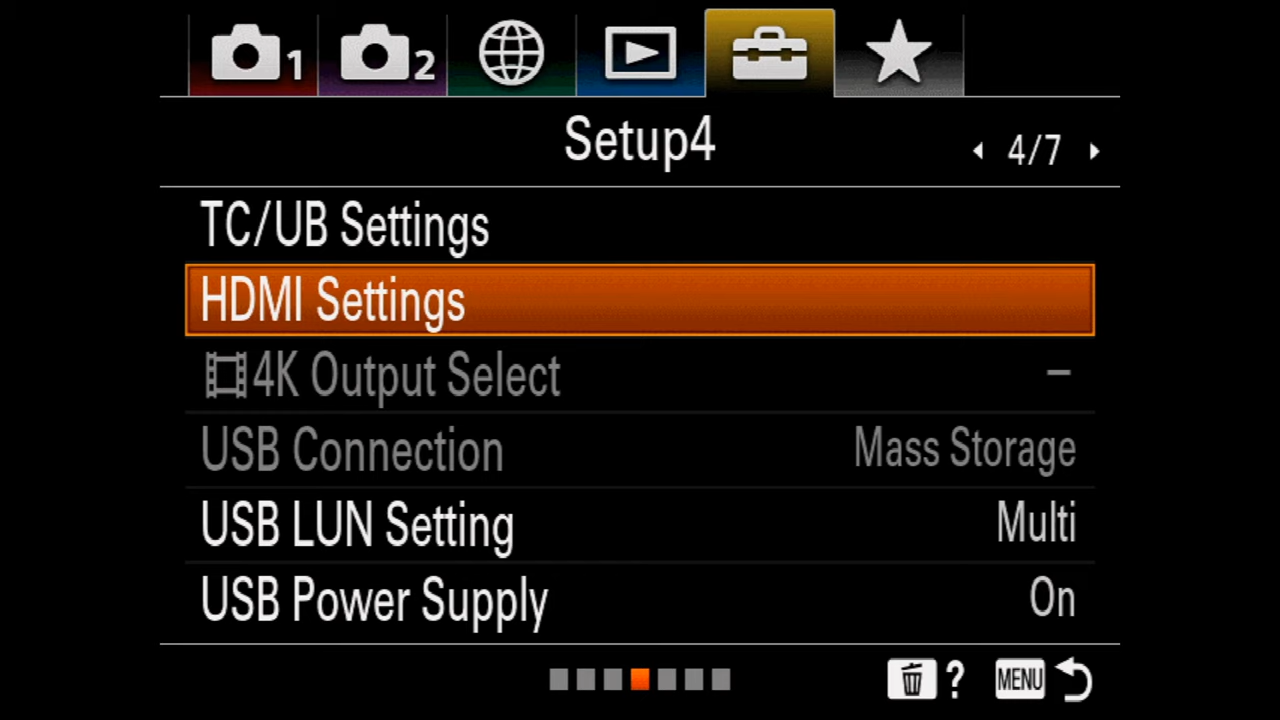 1 2
Setup4 4/7
TC/UB Settings
HDMI Settings
4K Output Select –
USB Connection Mass Storage
USB LUN Setting Multi
USB Power Supply On
? MENU